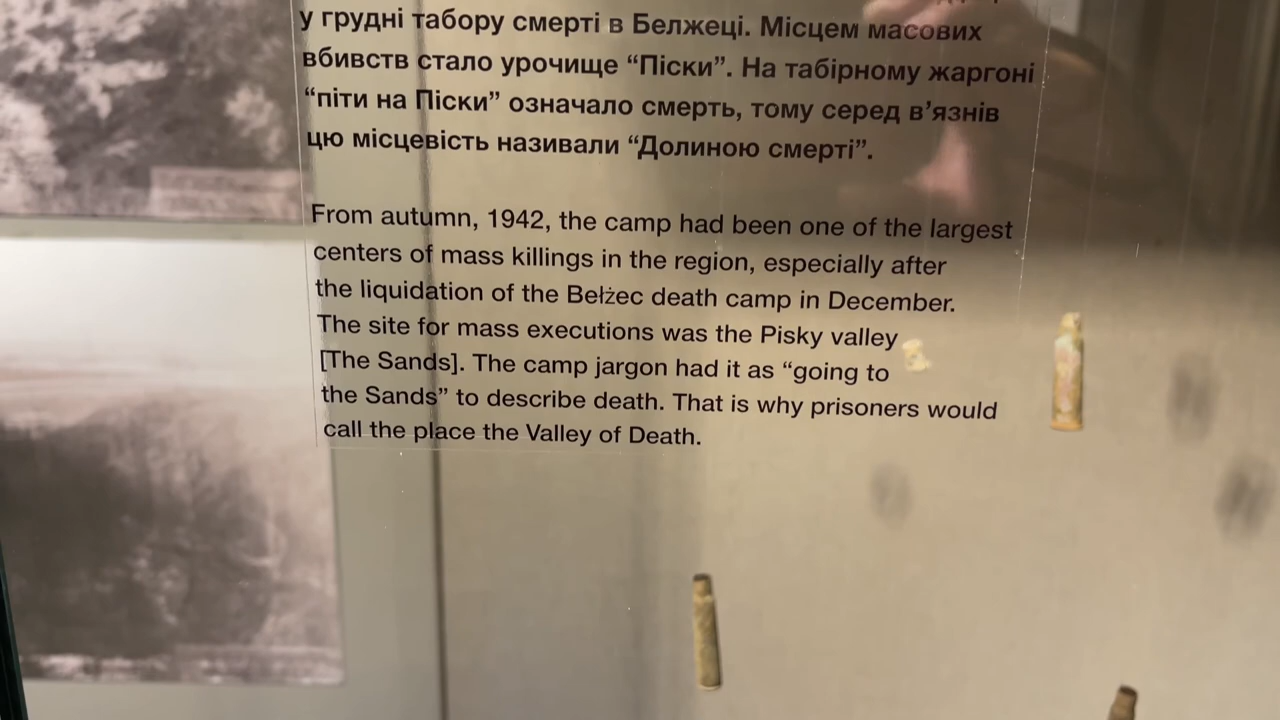 у грудні табору смерті в Белжеці. Місцем масових
вбивств стало урочище “Піски”. На табірному жаргоні
“піти на Піски” означало смерть, тому серед в’язнів
цю місцевість називали “Долиною смерті”.
From autumn, 1942, the camp had been one of the largest
centers of mass killings in the region, especially after
the liquidation of the Bełżec death camp in December.
The site for mass executions was the Pisky valley
[The Sands]. The camp jargon had it as “going to
the Sands” to describe death. That is why prisoners would
call the place the Valley of Death.